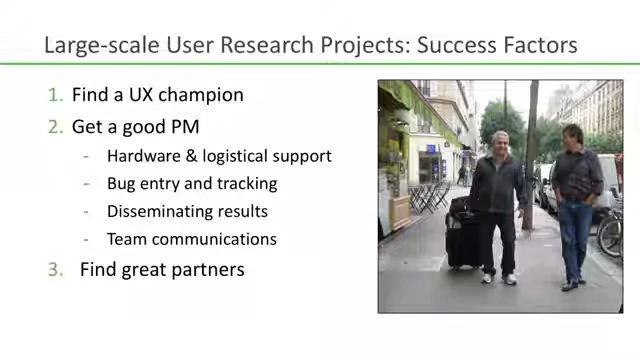 Large-scale User Research Projects: Success Factors
1. Find a UX champion
2. Get a good PM
- Hardware & logistical support
- Bug entry and tracking
- Disseminating results
- Team communications
3. Find great partners